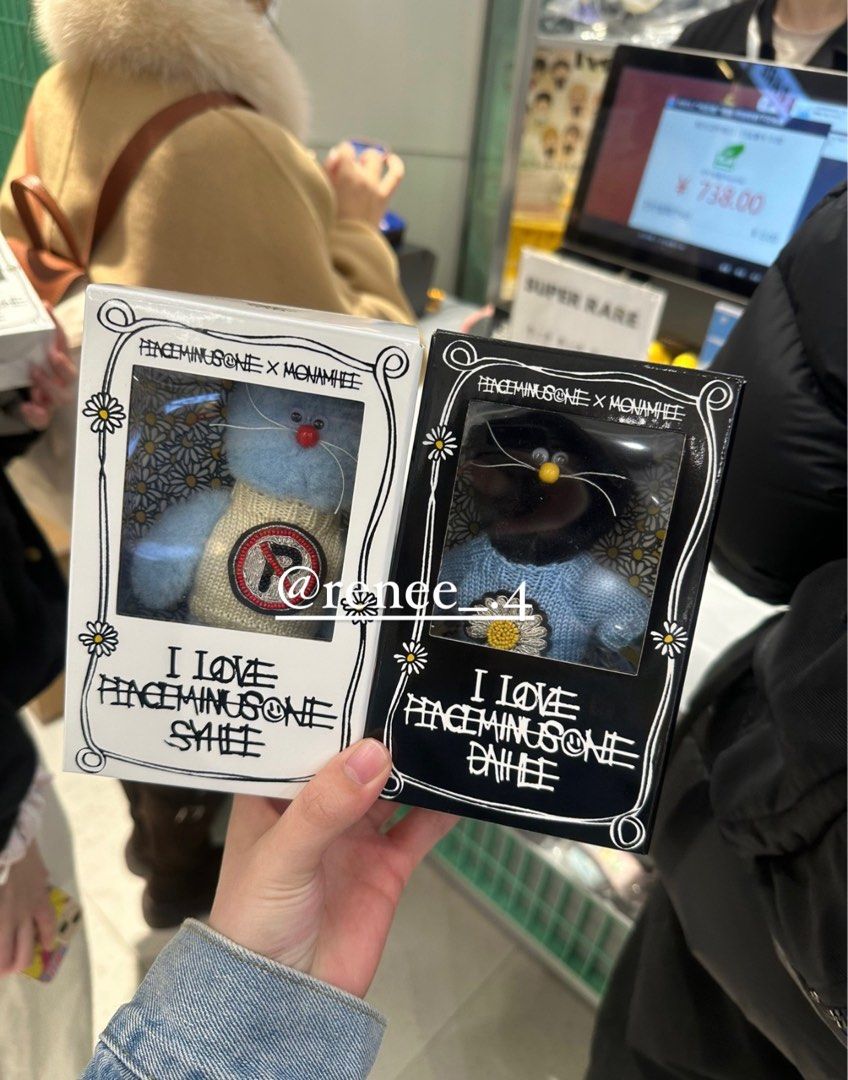 ¥ 738.00
SUPER RARE
PEACEMINUSONE × MONAMHEE
PEACEMINUSONE × MONAMHEE
@renee_.4
I LOVE
PEACEMINUSONE
SYHEE
I LOVE
PEACEMINUSONE
DAIHEE